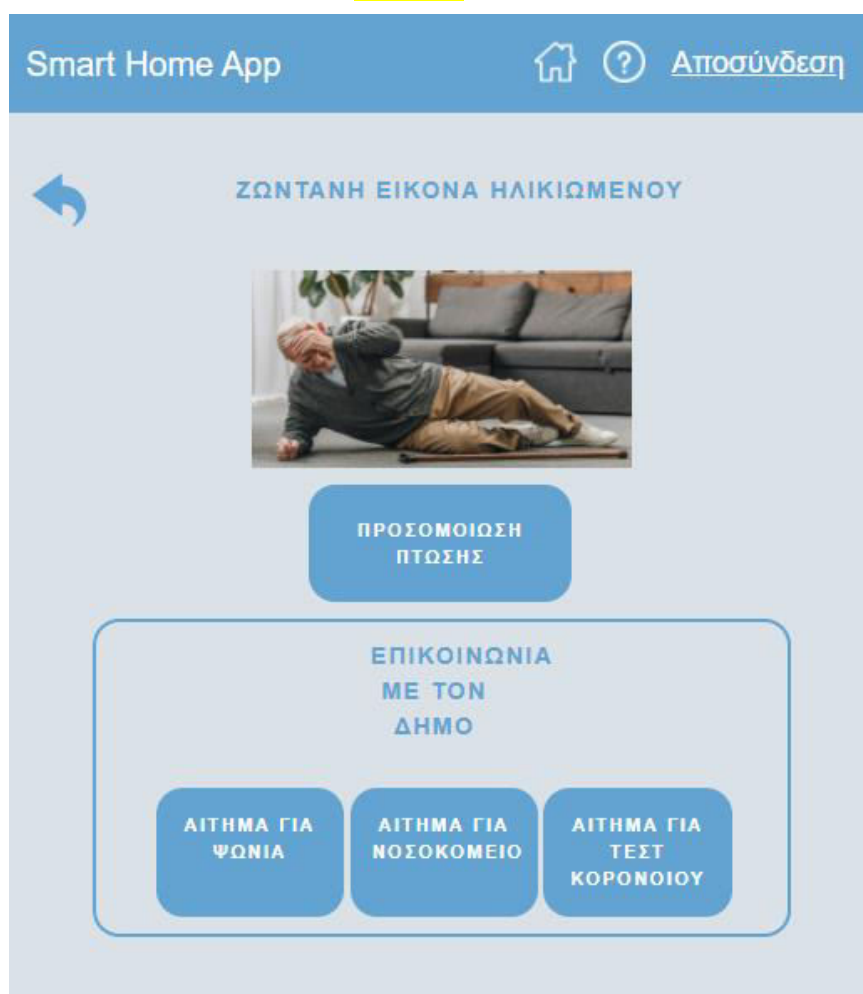 Smart Home App
Αποσύνδεση
ΖΩΝΤΑΝΗ ΕΙΚΟΝΑ ΗΛΙΚΙΩΜΕΝΟΥ
ΠΡΟΣΟΜΟΙΩΣΗ
ΠΤΩΣΗΣ
ΕΠΙΚΟΙΝΩΝΙΑ
ΜΕ ΤΟΝ
ΔΗΜΟ
ΑΙΤΗΜΑ ΓΙΑ
ΨΩΝΙΑ
ΑΙΤΗΜΑ ΓΙΑ
ΝΟΣΟΚΟΜΕΙΟ
ΑΙΤΗΜΑ ΓΙΑ
ΤΕΣΤ
ΚΟΡΟΝΟΙΟΥ